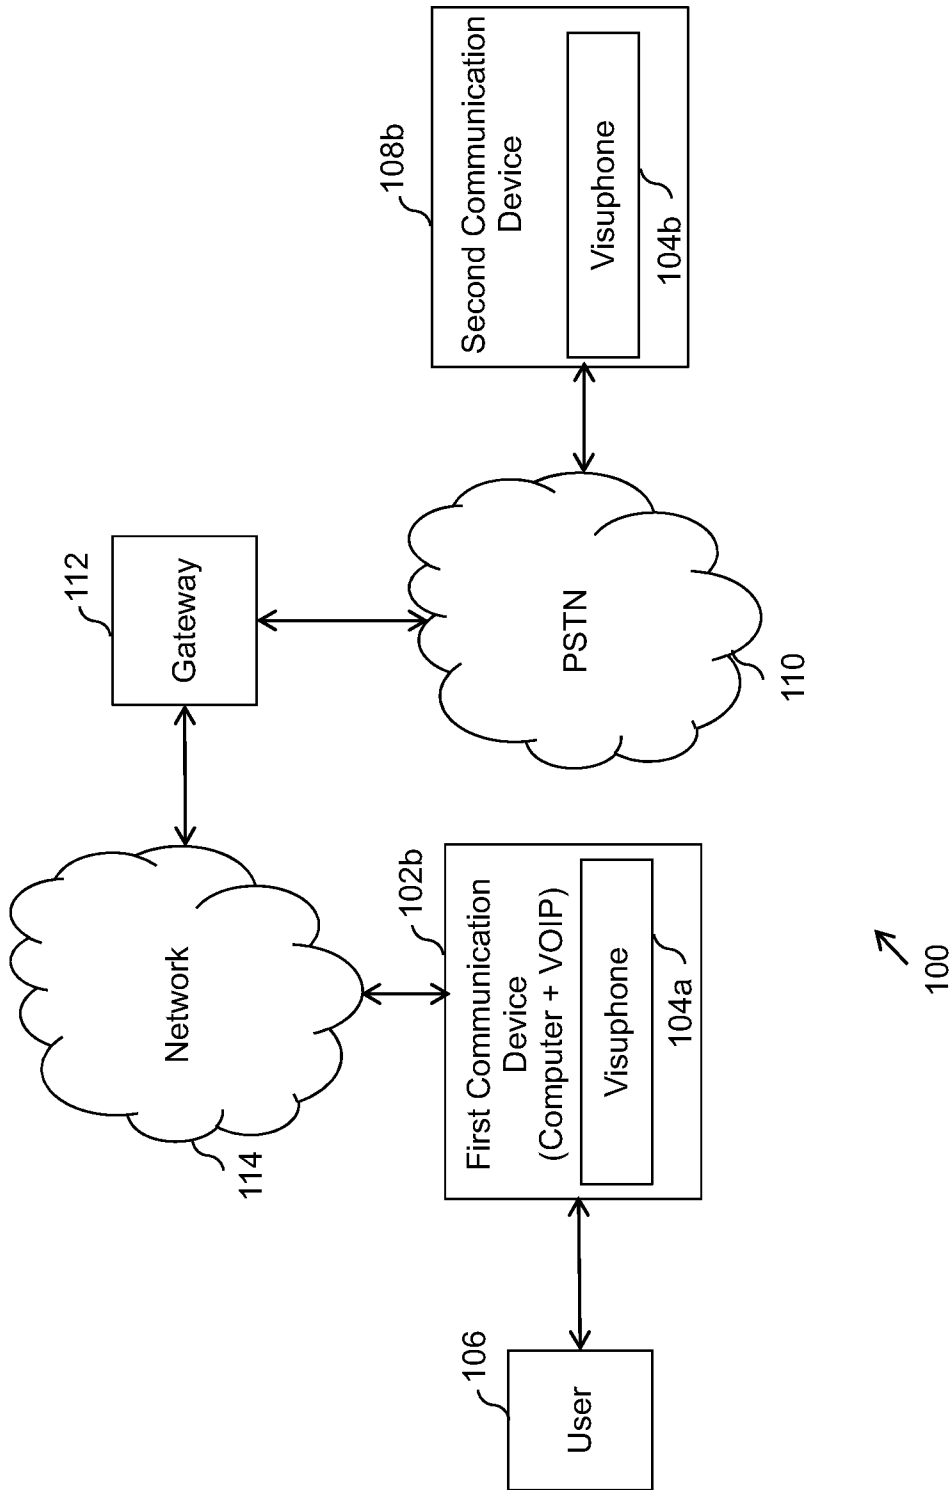 114
Network
112
Gateway
106
User
102b
First Communication
Device
(Computer + VOIP)
Visuphone
104a
PSTN
110
108b
Second Communication
Device
Visuphone
104b
100